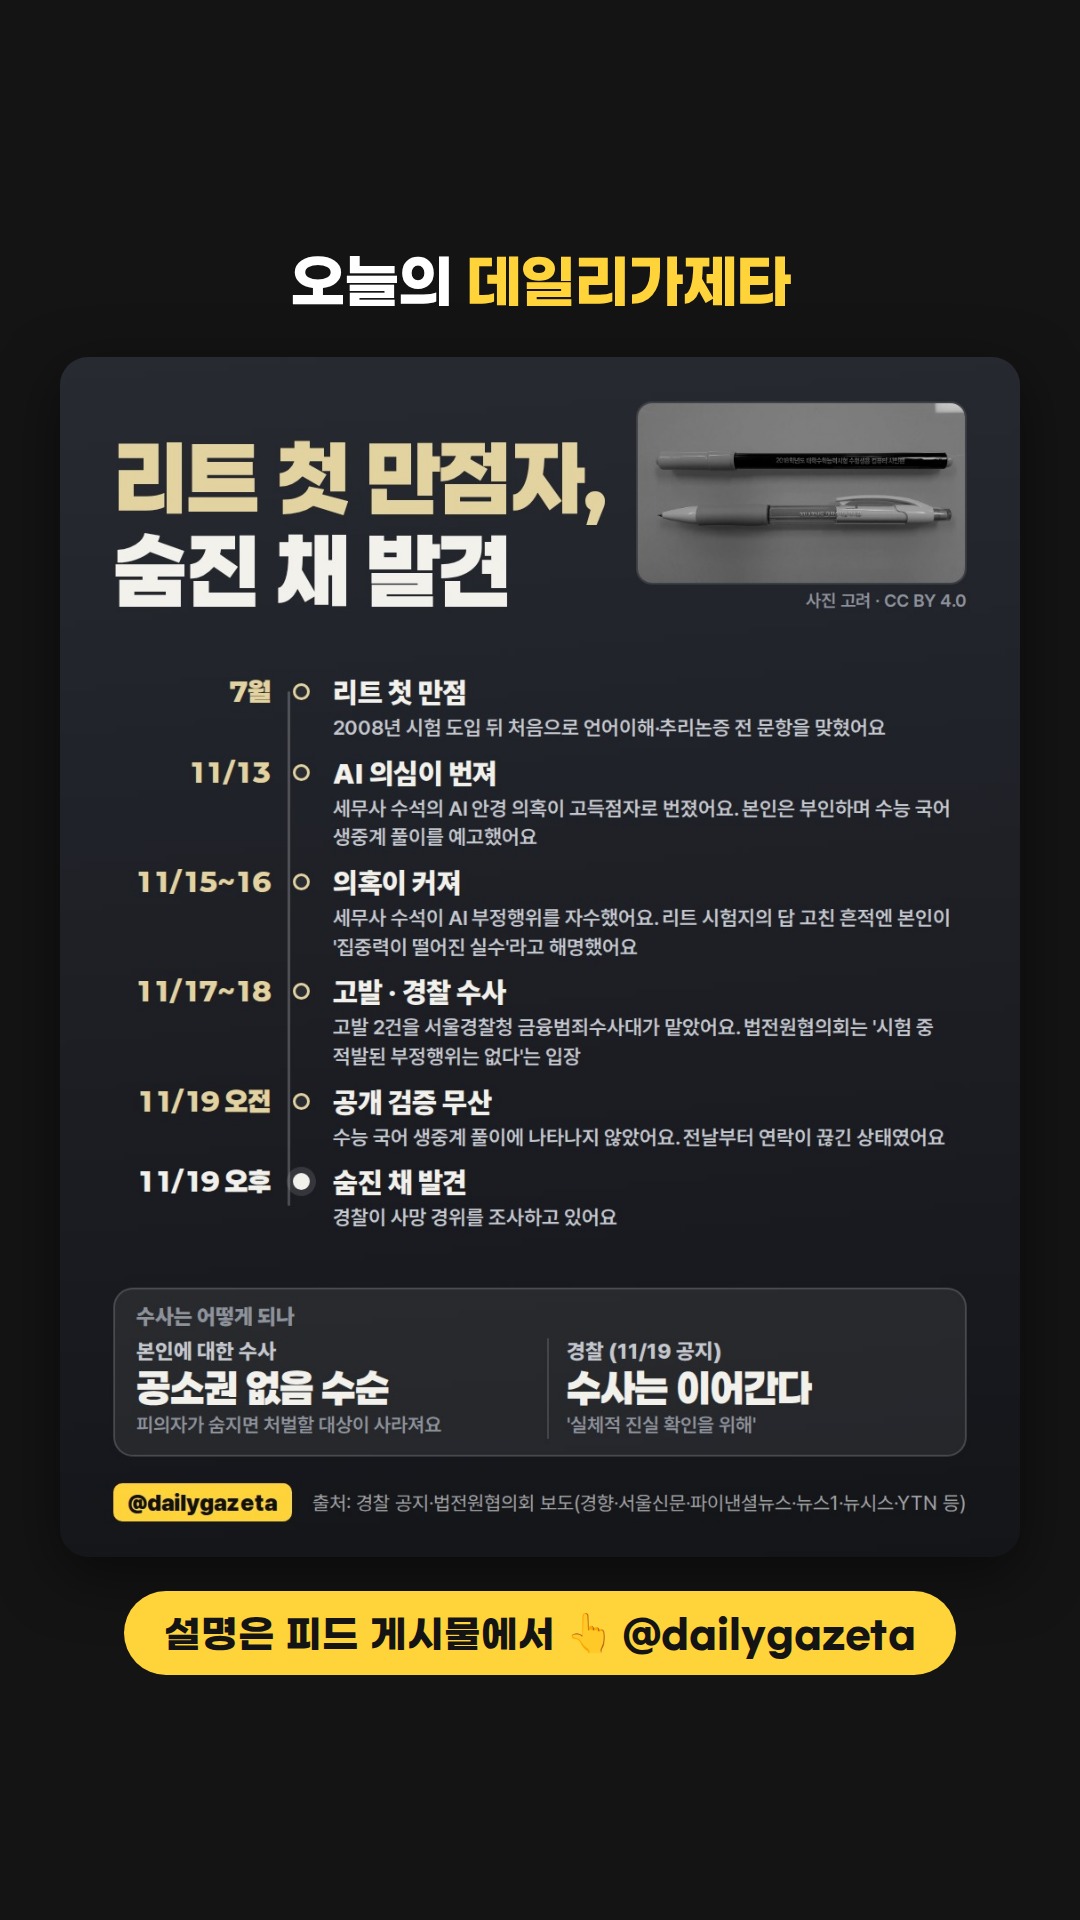 오늘의 데일리가제타
리트 첫 만점자,
숨진 채 발견
사진 고려 · CC BY 4.0
7월
리트 첫 만점
2008년 시험 도입 뒤 처음으로 언어이해·추리논증 전 문항을 맞혔어요
11/13
AI 의심이 번져
세무사 수석의 AI 안경 의혹이 고득점자로 번졌어요. 본인은 부인하며 수능 국어
생중계 풀이를 예고했어요
11/15~16
의혹이 커져
세무사 수석이 AI 부정행위를 자수했어요. 리트 시험지의 답 고친 흔적엔 본인이
'집중력이 떨어진 실수'라고 해명했어요
11/17~18
고발 · 경찰 수사
고발 2건을 서울경찰청 금융범죄수사대가 맡았어요. 법전원협의회는 '시험 중
적발된 부정행위는 없다'는 입장
11/19 오전
공개 검증 무산
수능 국어 생중계 풀이에 나타나지 않았어요. 전날부터 연락이 끊긴 상태였어요
11/19 오후
숨진 채 발견
경찰이 사망 경위를 조사하고 있어요
수사는 어떻게 되나
본인에 대한 수사
공소권 없음 수순
피의자가 숨지면 처벌할 대상이 사라져요
경찰 (11/19 공지)
수사는 이어간다
'실체적 진실 확인을 위해'
@dailygazeta
출처: 경찰 공지·법전원협의회 보도(경향·서울신문·파이낸셜뉴스·뉴스1·뉴시스·YTN 등)
설명은 피드 게시물에서 👆 @dailygazeta